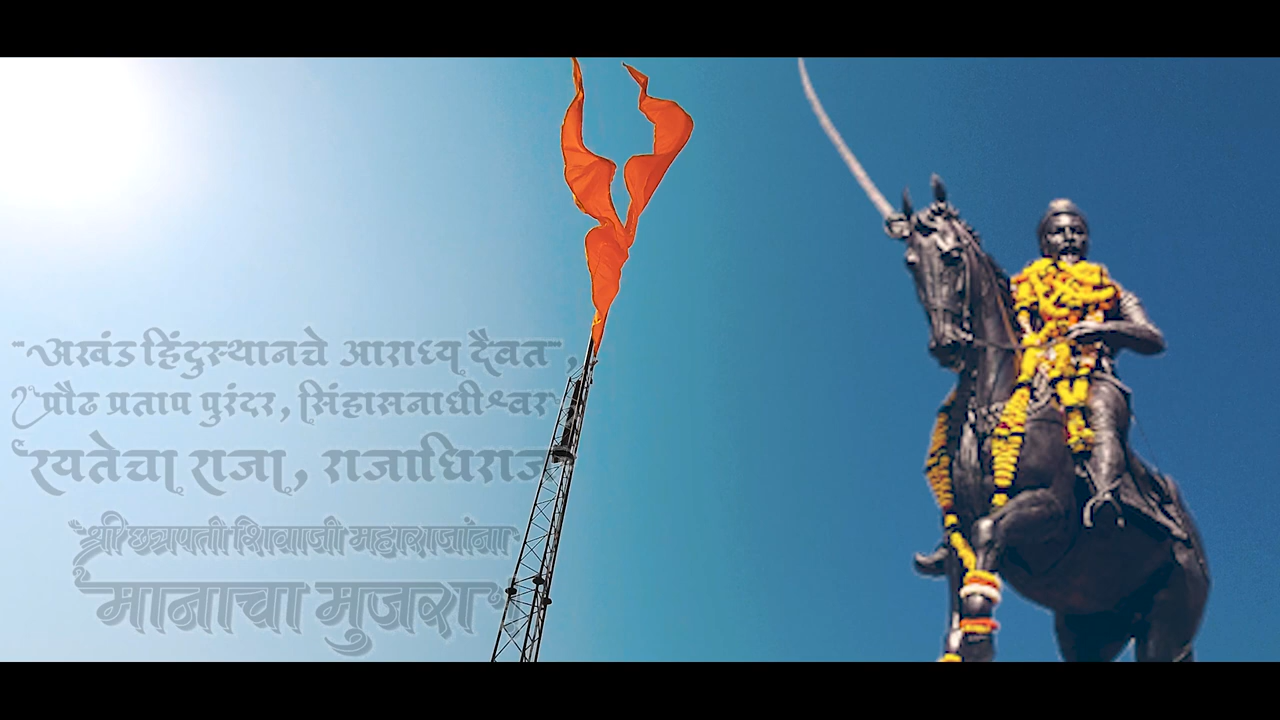 "अखंड हिंदुस्थानचे आराध्य दैवत",
प्रौढ प्रताप पुरंदर, सिंहासनाधीश्वर
रयतेचा राजा, राजाधिराज
श्री छत्रपती शिवाजी महाराजांना
मानाचा मुजरा